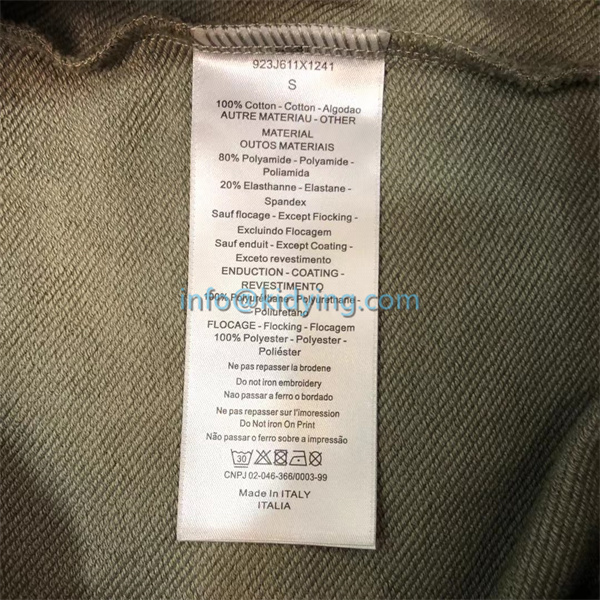 923J611X1241
S
100% Cotton - Cotton - Algodao
AUTRE MATERIAU - OTHER
MATERIAL
OUTOS MATERIAIS
80% Polyamide - Polyamide -
Poliamida
20% Elasthanne - Elastane -
Spandex
Sauf flocage - Except Flocking -
Excluindo Flocagem
Sauf enduit - Except Coating -
Exceto revestimento
ENDUCTION - COATING -
REVESTIMENTO
info@kidying.com
100% Polyuréthane - Polyurethane -
Poliuretano
FLOCAGE - Flocking - Flocagem
100% Polyester - Polyester -
Poliéster
Ne pas repasser la brodene
Do not iron embroidery
Nao passar a ferro o bordado
Ne pas repasser sur l'imoression
Do Not Iron On Print
Não passar o ferro sobre a impressão
30
CNPJ 02-046-366/0003-99
Made In ITALY
ITALIA